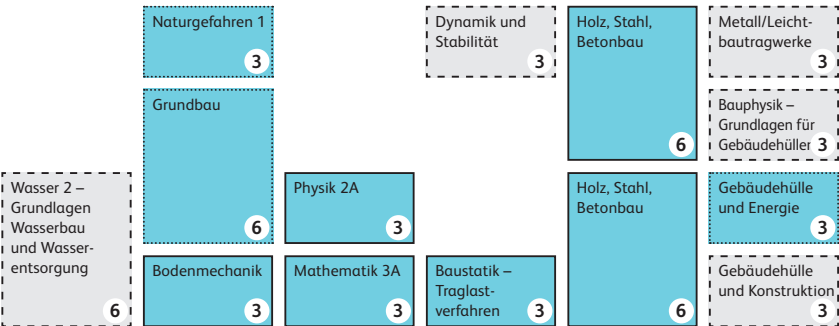 Naturgefahren 1
3
Dynamik und
Stabilität
3
Holz, Stahl,
Betonbau
6
Metall/Leicht-
bautragwerke
3
Grundbau
6
Bauphysik –
Grundlagen für
Gebäudehüllen
3
Wasser 2 –
Grundlagen
Wasserbau
und Wasser-
entsorgung
6
Physik 2A
3
Holz, Stahl,
Betonbau
6
Gebäudehülle
und Energie
3
Bodenmechanik
3
Mathematik 3A
3
Baustatik –
Traglast-
verfahren
3
Gebäudehülle
und Konstruktion
3